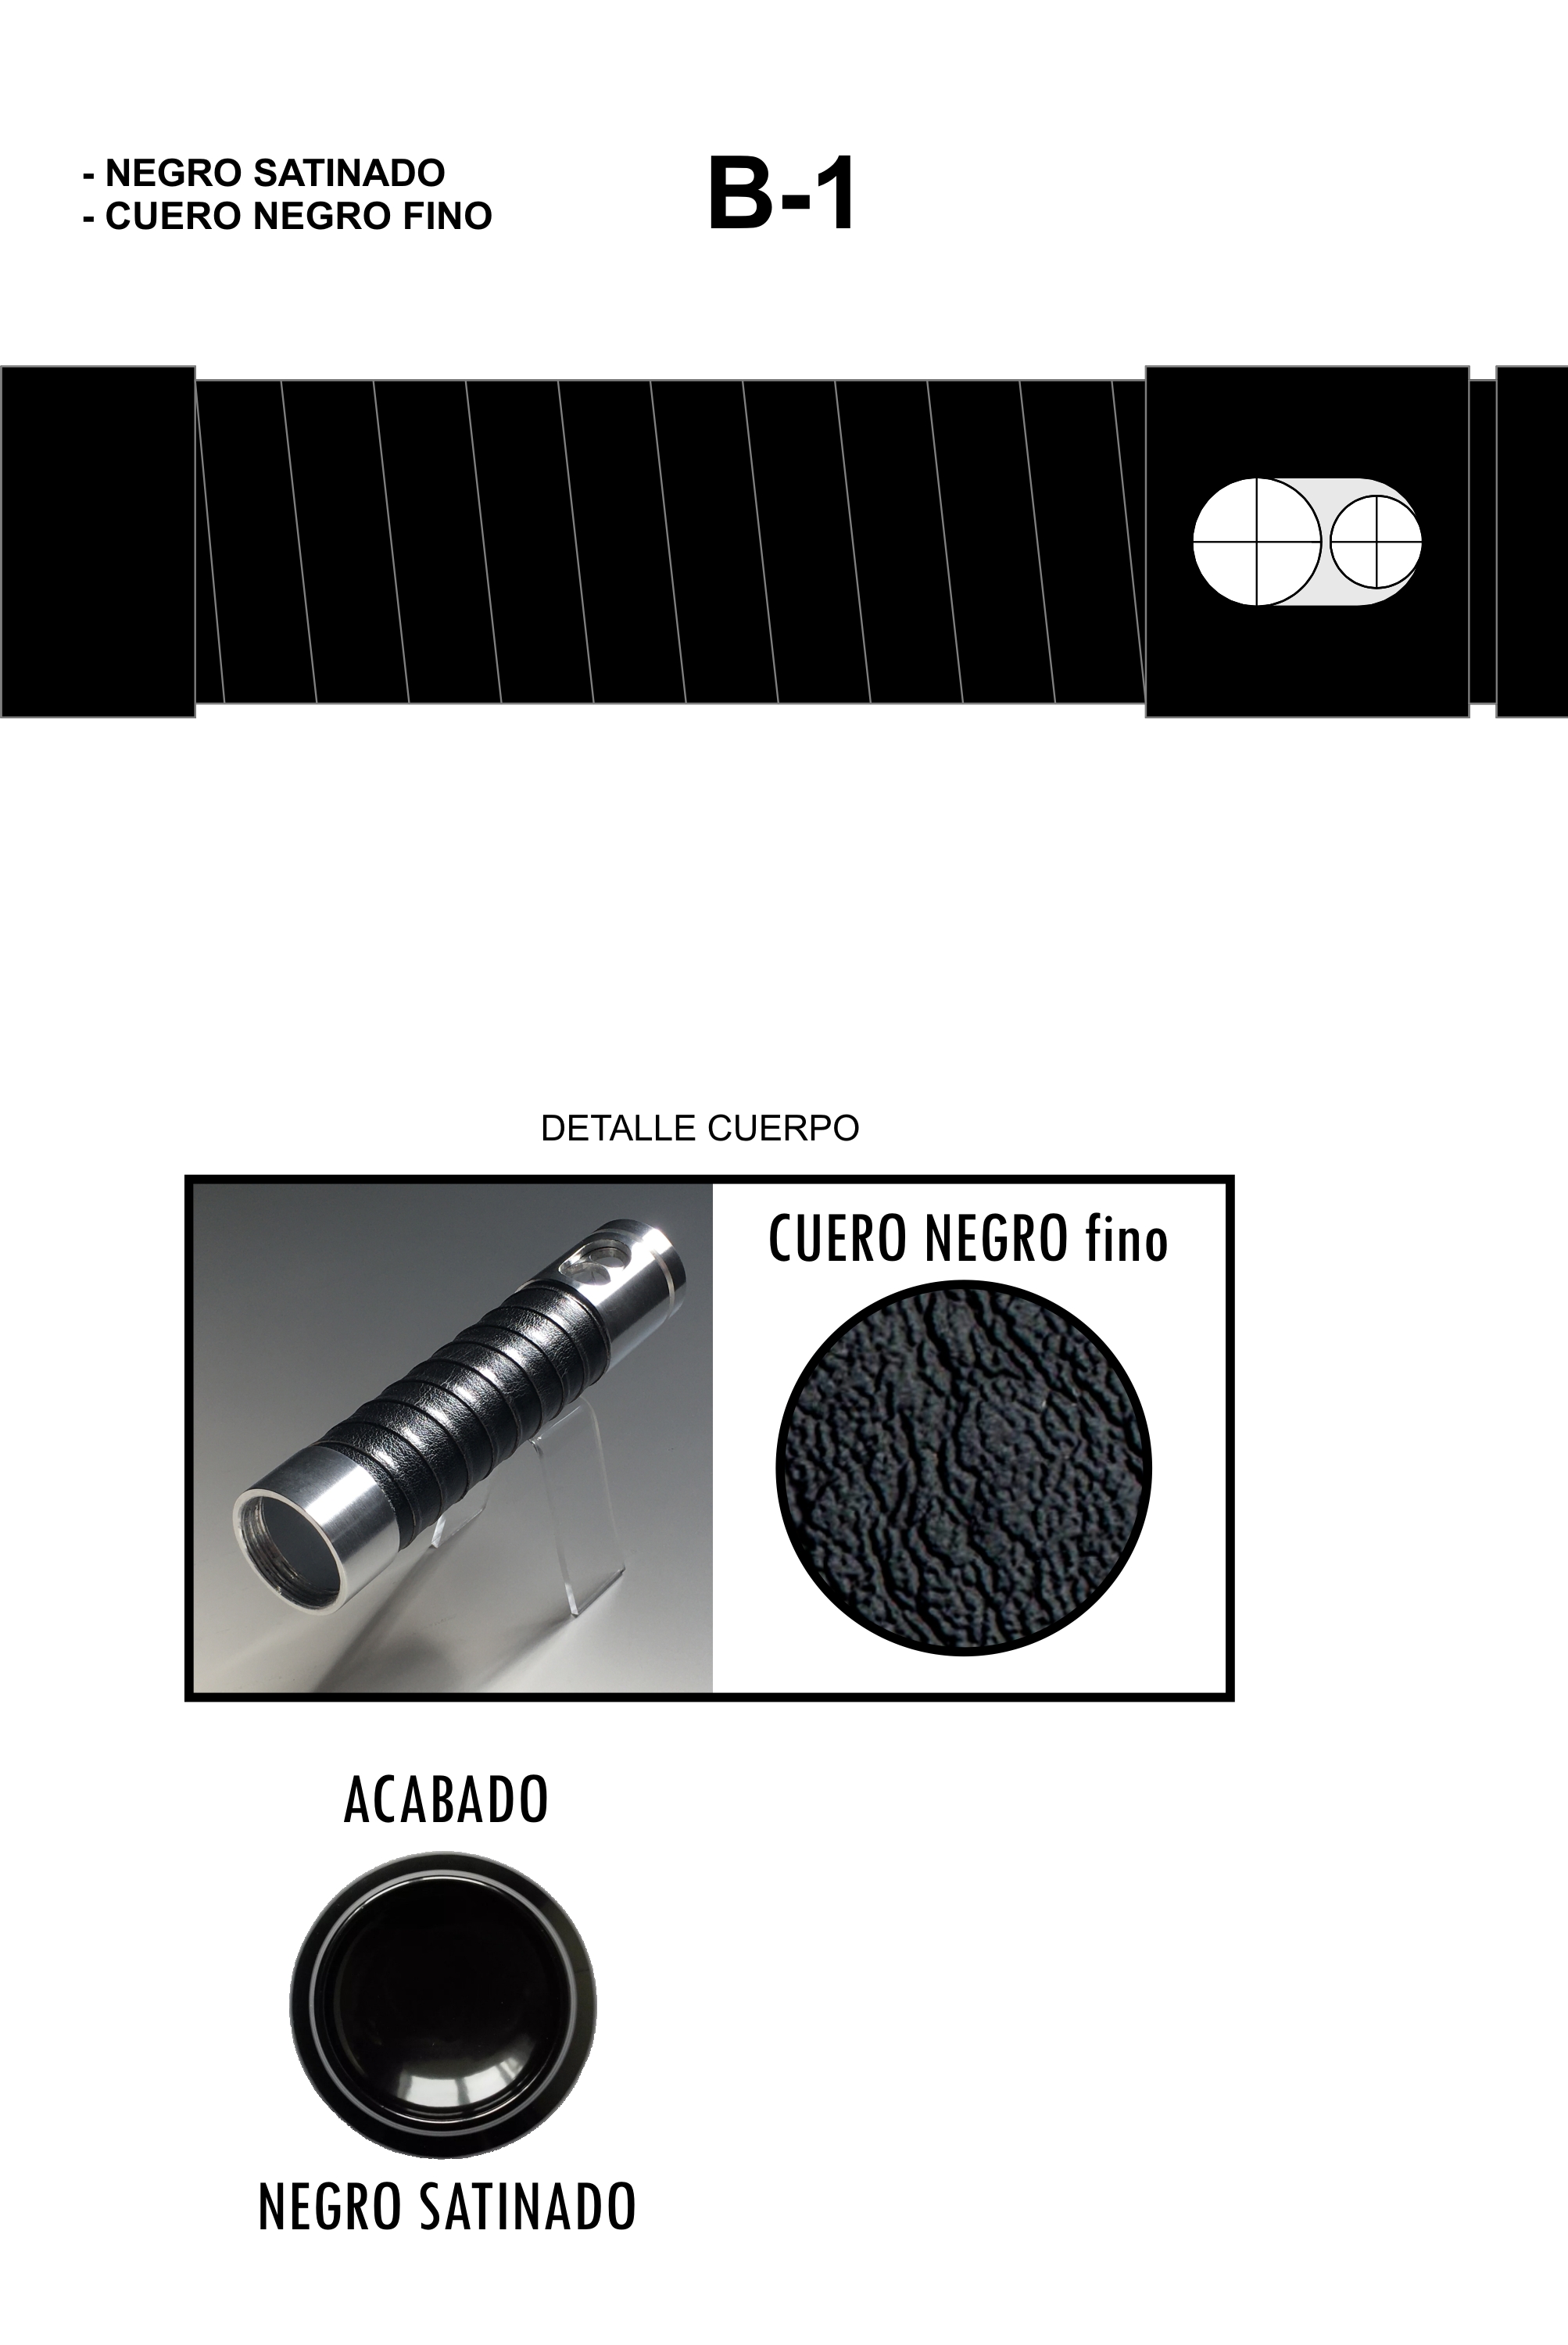 - NEGRO SATINADO
- CUERO NEGRO FINO
B-1
DETALLE CUERPO
CUERO NEGRO fino
ACABADO
NEGRO SATINADO